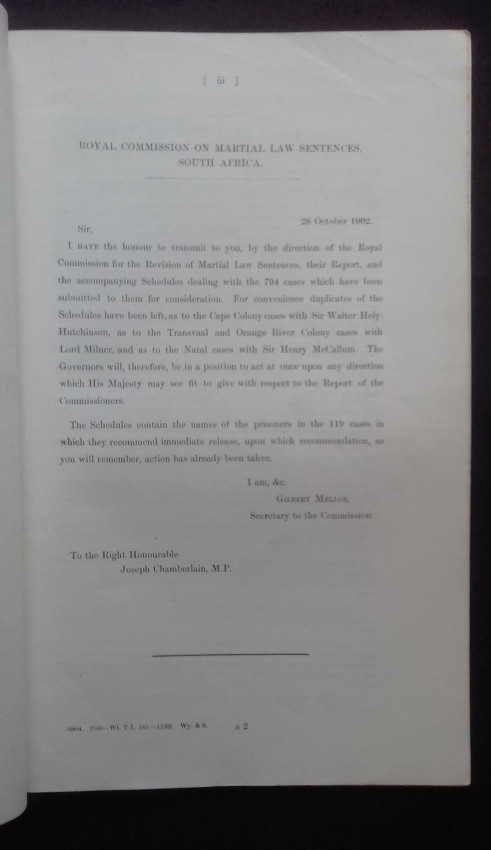 [ iii ]
ROYAL COMMISSION ON MARTIAL LAW SENTENCES,
SOUTH AFRICA.
28 October 1902.
Sir,
I HAVE the honour to transmit to you, by the direction of the Royal
Commission for the Revision of Martial Law Sentences, their Report, and
the accompanying Schedules dealing with the 794 cases which have been
submitted to them for consideration. For convenience duplicates of the
Schedules have been left, as to the Cape Colony cases with Sir Walter Hely-
Hutchinson, as to the Transvaal and Orange River Colony cases with
Lord Milner, and as to the Natal cases with Sir Henry McCallum. The
Governors will, therefore, be in a position to act at once upon any direction
which His Majesty may see fit to give with respect to the Report of the
Commissioners.
The Schedules contain the names of the prisoners in the 119 cases in
which they recommend immediate release, upon which recommendation, as
you will remember, action has already been taken.
I am, &c.
GILBERT MELLOR,
Secretary to the Commission.
To the Right Honourable
Joseph Chamberlain, M.P.
Wt. Wy. & S. a 2